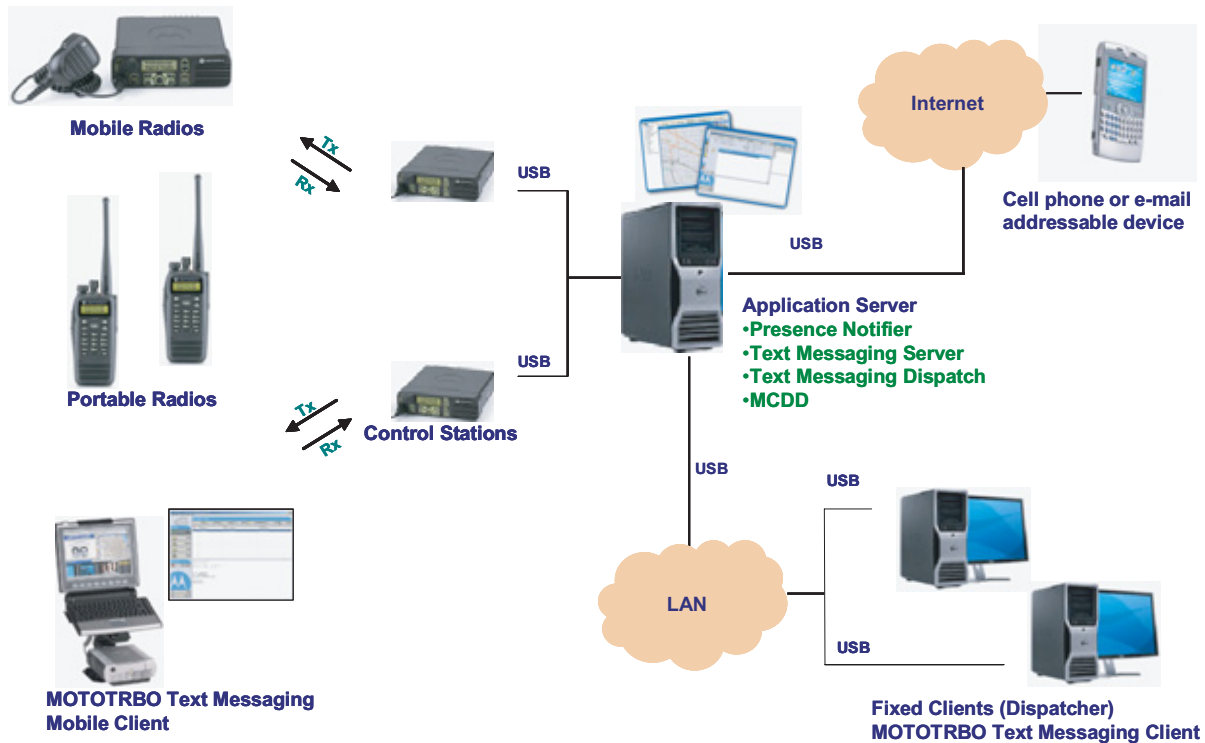 Mobile Radios
Tx
Rx
USB
Internet
Cell phone or e-mail
addressable device
USB
Application Server
•Presence Notifier
•Text Messaging Server
•Text Messaging Dispatch
•MCDD
Portable Radios
USB
Tx
Rx
Control Stations
USB
USB
LAN
USB
MOTOTRBO Text Messaging
Mobile Client
Fixed Clients (Dispatcher)
MOTOTRBO Text Messaging Client